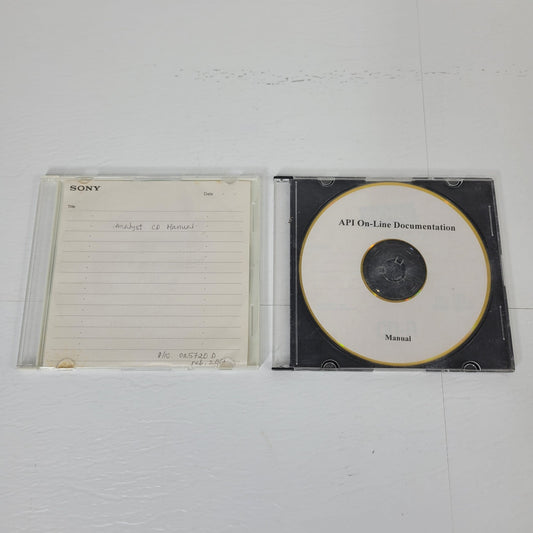 SONY
Date
Title
Analyst CD Manual
API On-Line Documentation
Manual